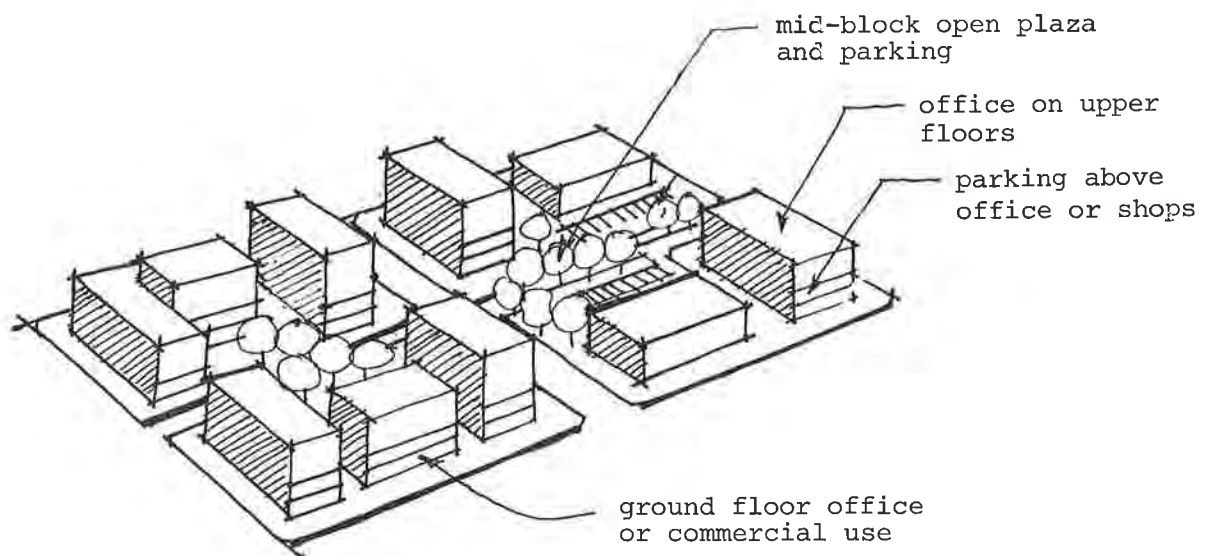 mid-block open plaza
and parking
office on upper
floors
parking above
office or shops
ground floor office
or commercial use